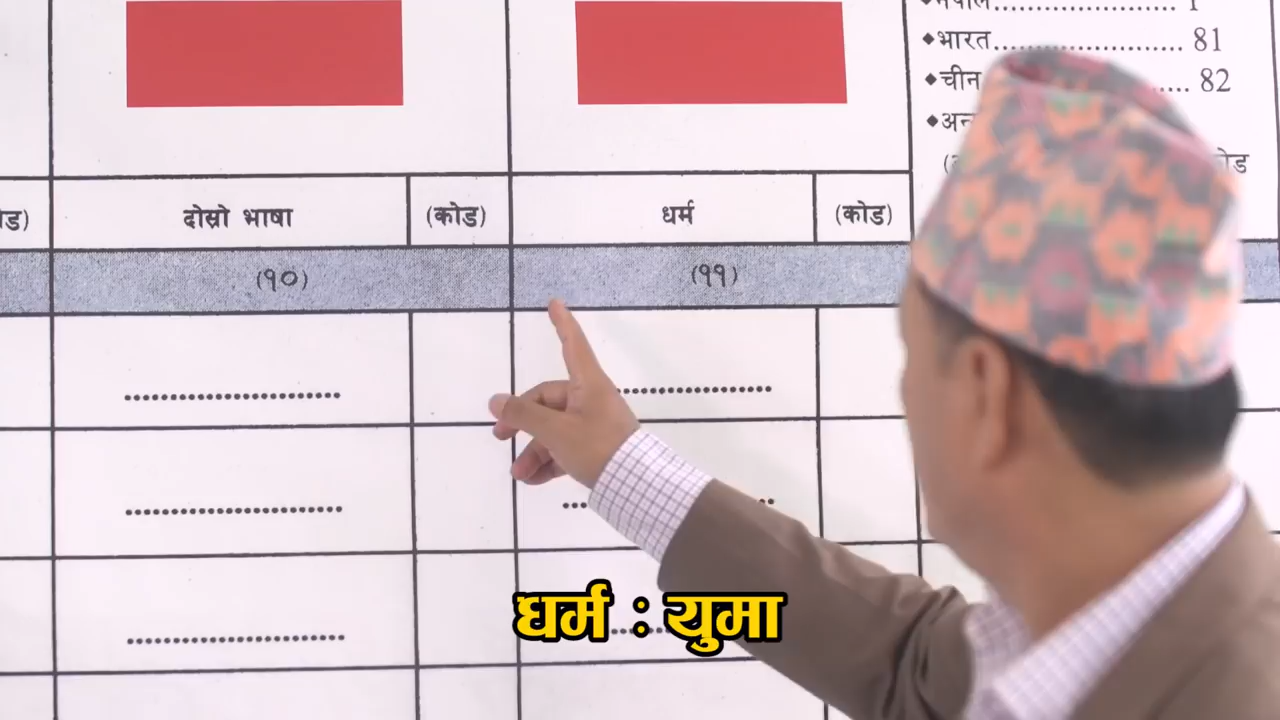 ◆नेपाल..................... 1
◆भारत..................... 81
◆चीन ..... 82
दोस्रो भाषा (कोड) धर्म (कोड)
(१०) (११)
धर्म : युमा